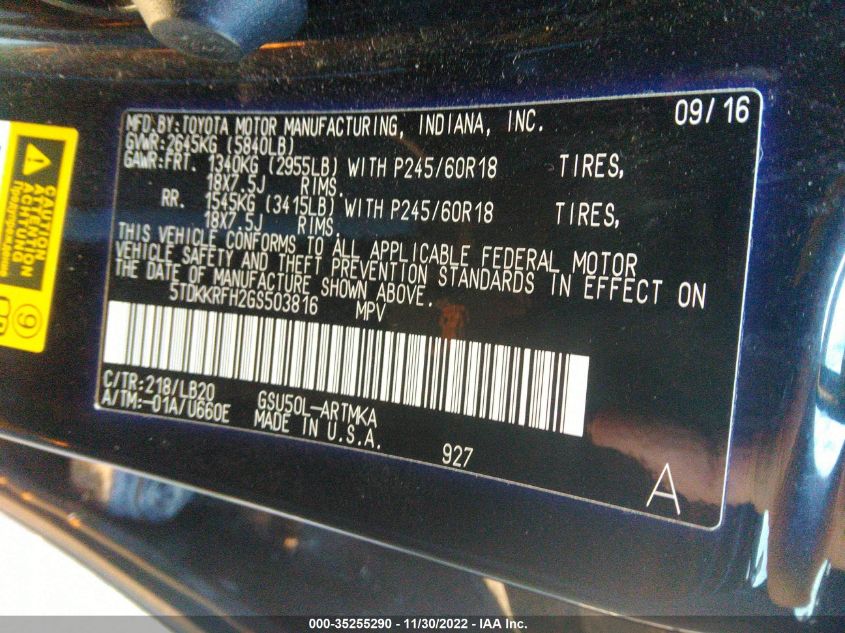 MFD.BY:TOYOTA MOTOR MANUFACTURING, INDIANA, INC. 09/16
GVWR:2645KG (5840LB)
GAWR:FRT. 1340KG (2955LB) WITH P245/60R18 TIRES,
18X7.5J RIMS.
RR. 1545KG (3415LB) WITH P245/60R18 TIRES,
18X7.5J RIMS.
THIS VEHICLE CONFORMS TO ALL APPLICABLE FEDERAL MOTOR
VEHICLE SAFETY AND THEFT PREVENTION STANDARDS IN EFFECT ON
THE DATE OF MANUFACTURE SHOWN ABOVE.
5TDKKRFH2GS503816 MPV
C/TR:218/LB20
A/TM:-01A/U660E
GSU50L-ARTMKA
MADE IN U.S.A.
927
A
CAUTION
ATTENTION
ACHTUNG
000-35255290 - 11/30/2022 - IAA Inc.